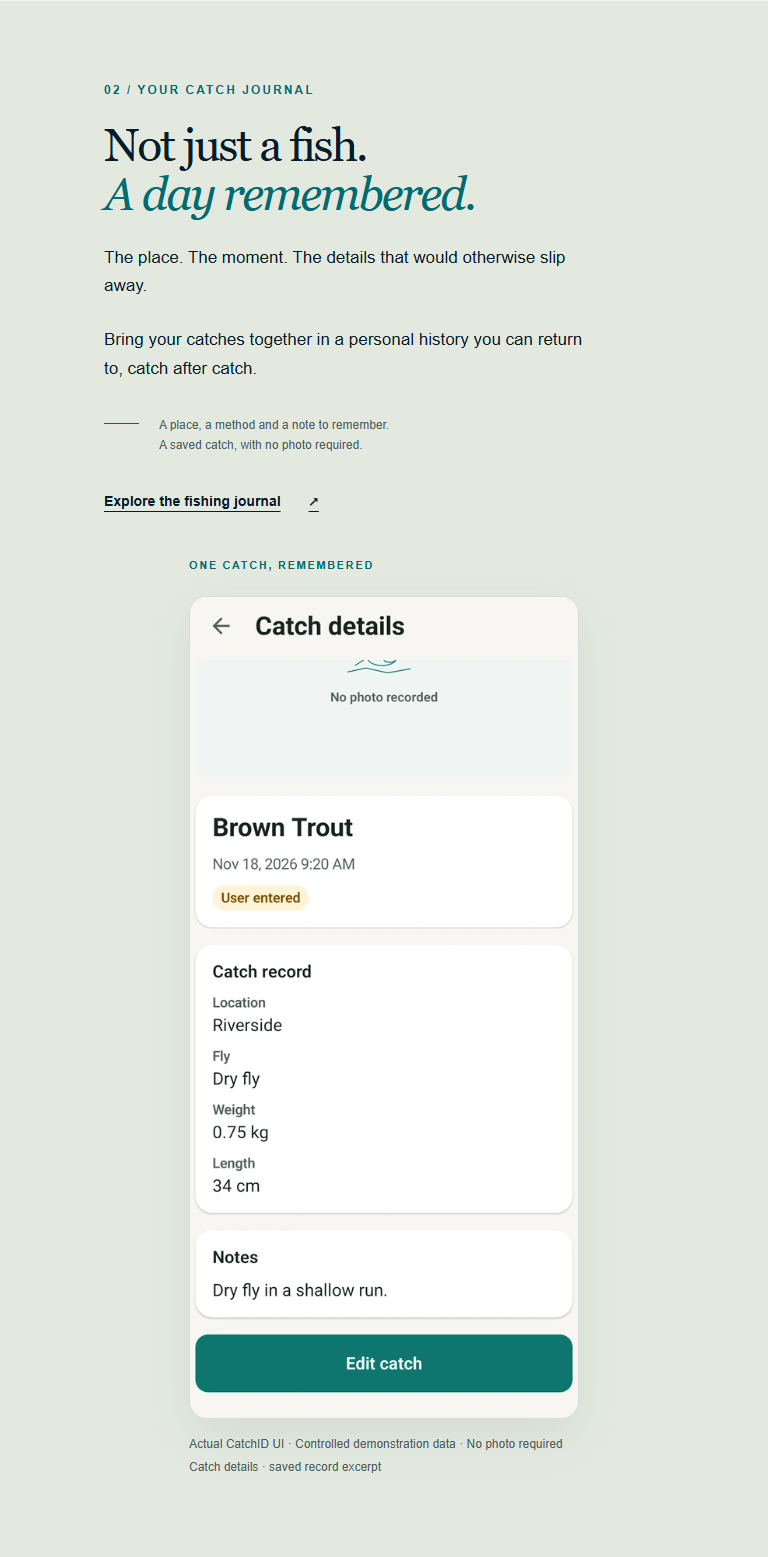 02 / YOUR CATCH JOURNAL
Not just a fish.
A day remembered.
The place. The moment. The details that would otherwise slip
away.
Bring your catches together in a personal history you can return
to, catch after catch.
A place, a method and a note to remember.
A saved catch, with no photo required.
Explore the fishing journal ↗
ONE CATCH, REMEMBERED
Catch details
No photo recorded
Brown Trout
Nov 18, 2026 9:20 AM
User entered
Catch record
Location
Riverside
Fly
Dry fly
Weight
0.75 kg
Length
34 cm
Notes
Dry fly in a shallow run.
Edit catch
Actual CatchID UI · Controlled demonstration data · No photo required
Catch details · saved record excerpt